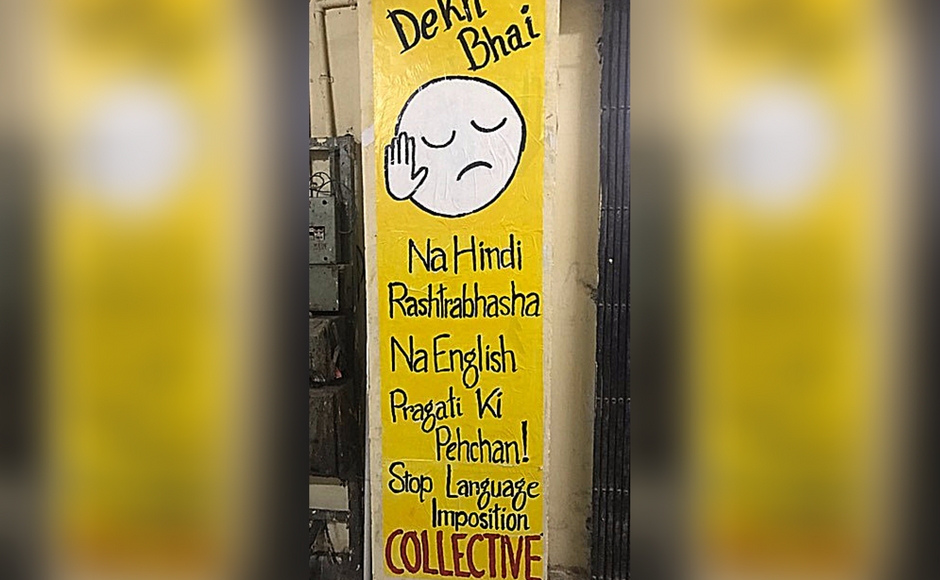 Dekh
Bhai
Na Hindi
Rashtrabhasha
Na English
Pragati Ki
Pehchan!
Stop Language
Imposition
COLLECTIVE